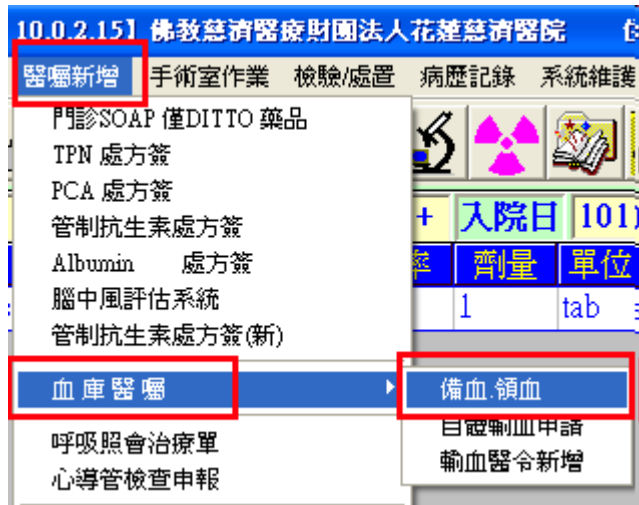 10.0.2.15】 佛教慈濟醫療財團法人花蓮慈濟醫院
醫囑新增 手術室作業 檢驗/處置 病歷記錄 系統維護
門診SOAP 僅DITTO 藥品
TPN 處方簽
PCA 處方簽
管制抗生素處方簽
Albumin 處方簽
腦中風評估系統
管制抗生素處方簽(新)
+ 入院日 101
率 劑量 單位
1 tab
血庫醫囑 備血.領血
自體輸血申請
輸血醫令新增
呼吸照會治療單
心導管檢查申報